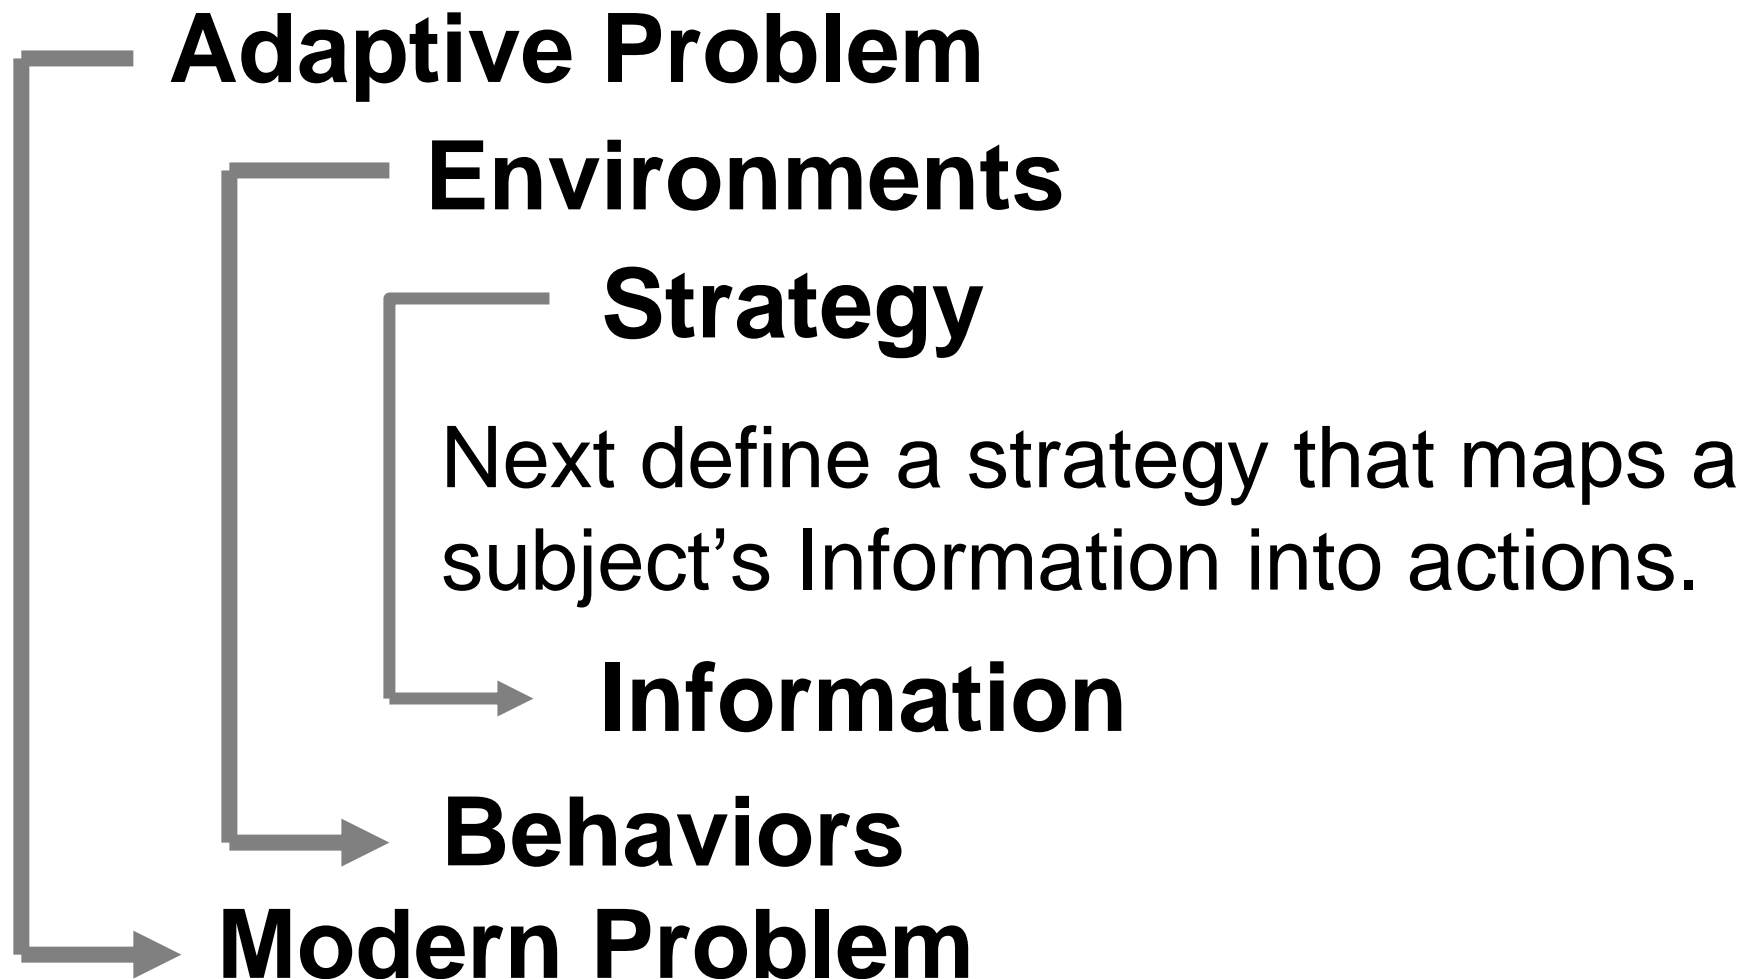 Adaptive Problem
Environments
Strategy
Next define a strategy that maps a
subject’s Information into actions.
Information
Behaviors
Modern Problem